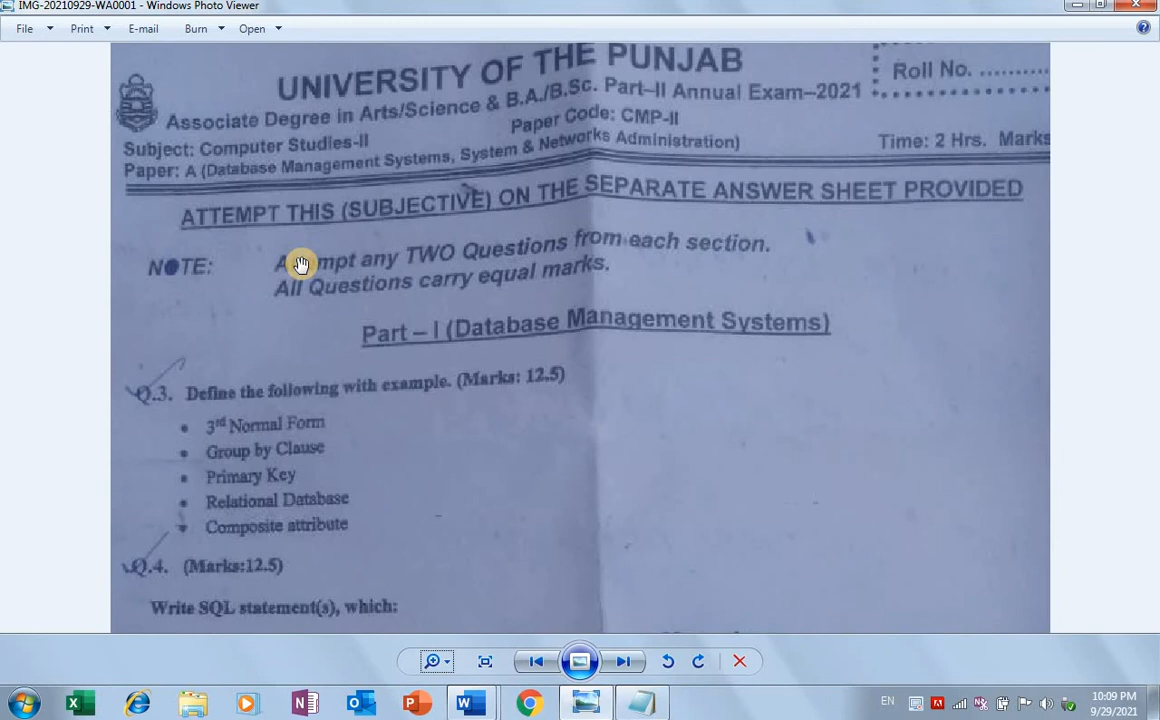 IMG-20210929-WA0001 - Windows Photo Viewer
File Print E-mail Burn Open
UNIVERSITY OF THE PUNJAB
Roll No. ..........
Associate Degree in Arts/Science & B.A./B.Sc. Part–II Annual Exam–2021
Subject: Computer Studies-II Paper Code: CMP-II
Paper: A (Database Management Systems, System & Networks Administration) Time: 2 Hrs. Marks
ATTEMPT THIS (SUBJECTIVE) ON THE SEPARATE ANSWER SHEET PROVIDED
NOTE: Attempt any TWO Questions from each section.
All Questions carry equal marks.
Part – I (Database Management Systems)
Q.3. Define the following with example. (Marks: 12.5)
• 3rd Normal Form
• Group by Clause
• Primary Key
• Relational Database
• Composite attribute
Q.4. (Marks:12.5)
Write SQL statement(s), which:
EN
10:09 PM
9/29/2021